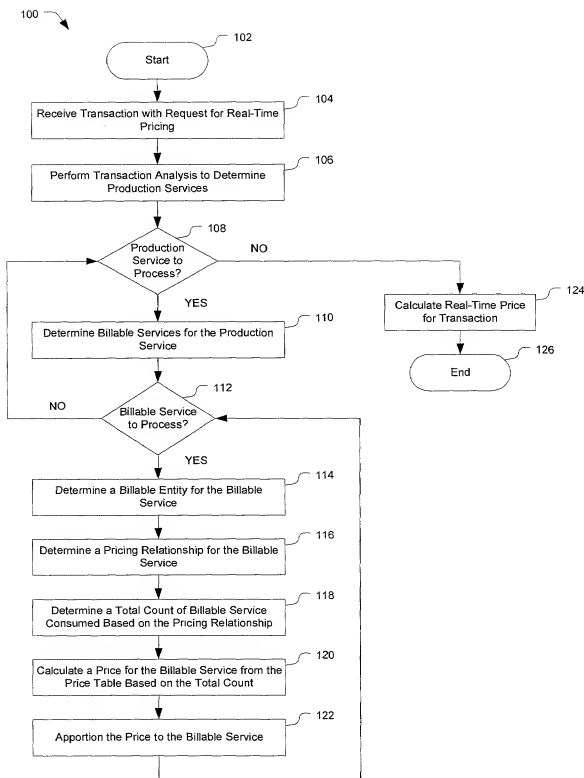 100
102
Start
104
Receive Transaction with Request for Real-Time
Pricing
106
Perform Transaction Analysis to Determine
Production Services
108
Production
Service to
Process?
NO
YES
124
Calculate Real-Time Price
for Transaction
126
End
110
Determine Billable Services for the Production
Service
112
Billable Service
to Process?
NO
YES
114
Determine a Billable Entity for the Billable
Service
116
Determine a Pricing Relationship for the Billable
Service
118
Determine a Total Count of Billable Service
Consumed Based on the Pricing Relationship
120
Calculate a Price for the Billable Service from the
Price Table Based on the Total Count
122
Apportion the Price to the Billable Service